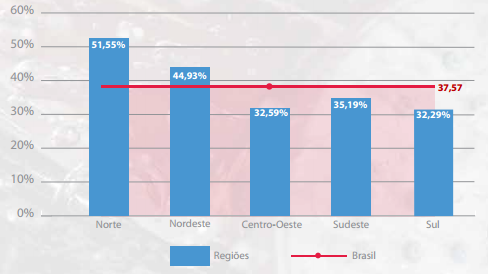 60%
50%
40%
30%
20%
10%
0%
51,55%
44,93%
32,59%
35,19%
32,29%
37,57
Norte
Nordeste
Centro-Oeste
Sudeste
Sul
Regiões
Brasil